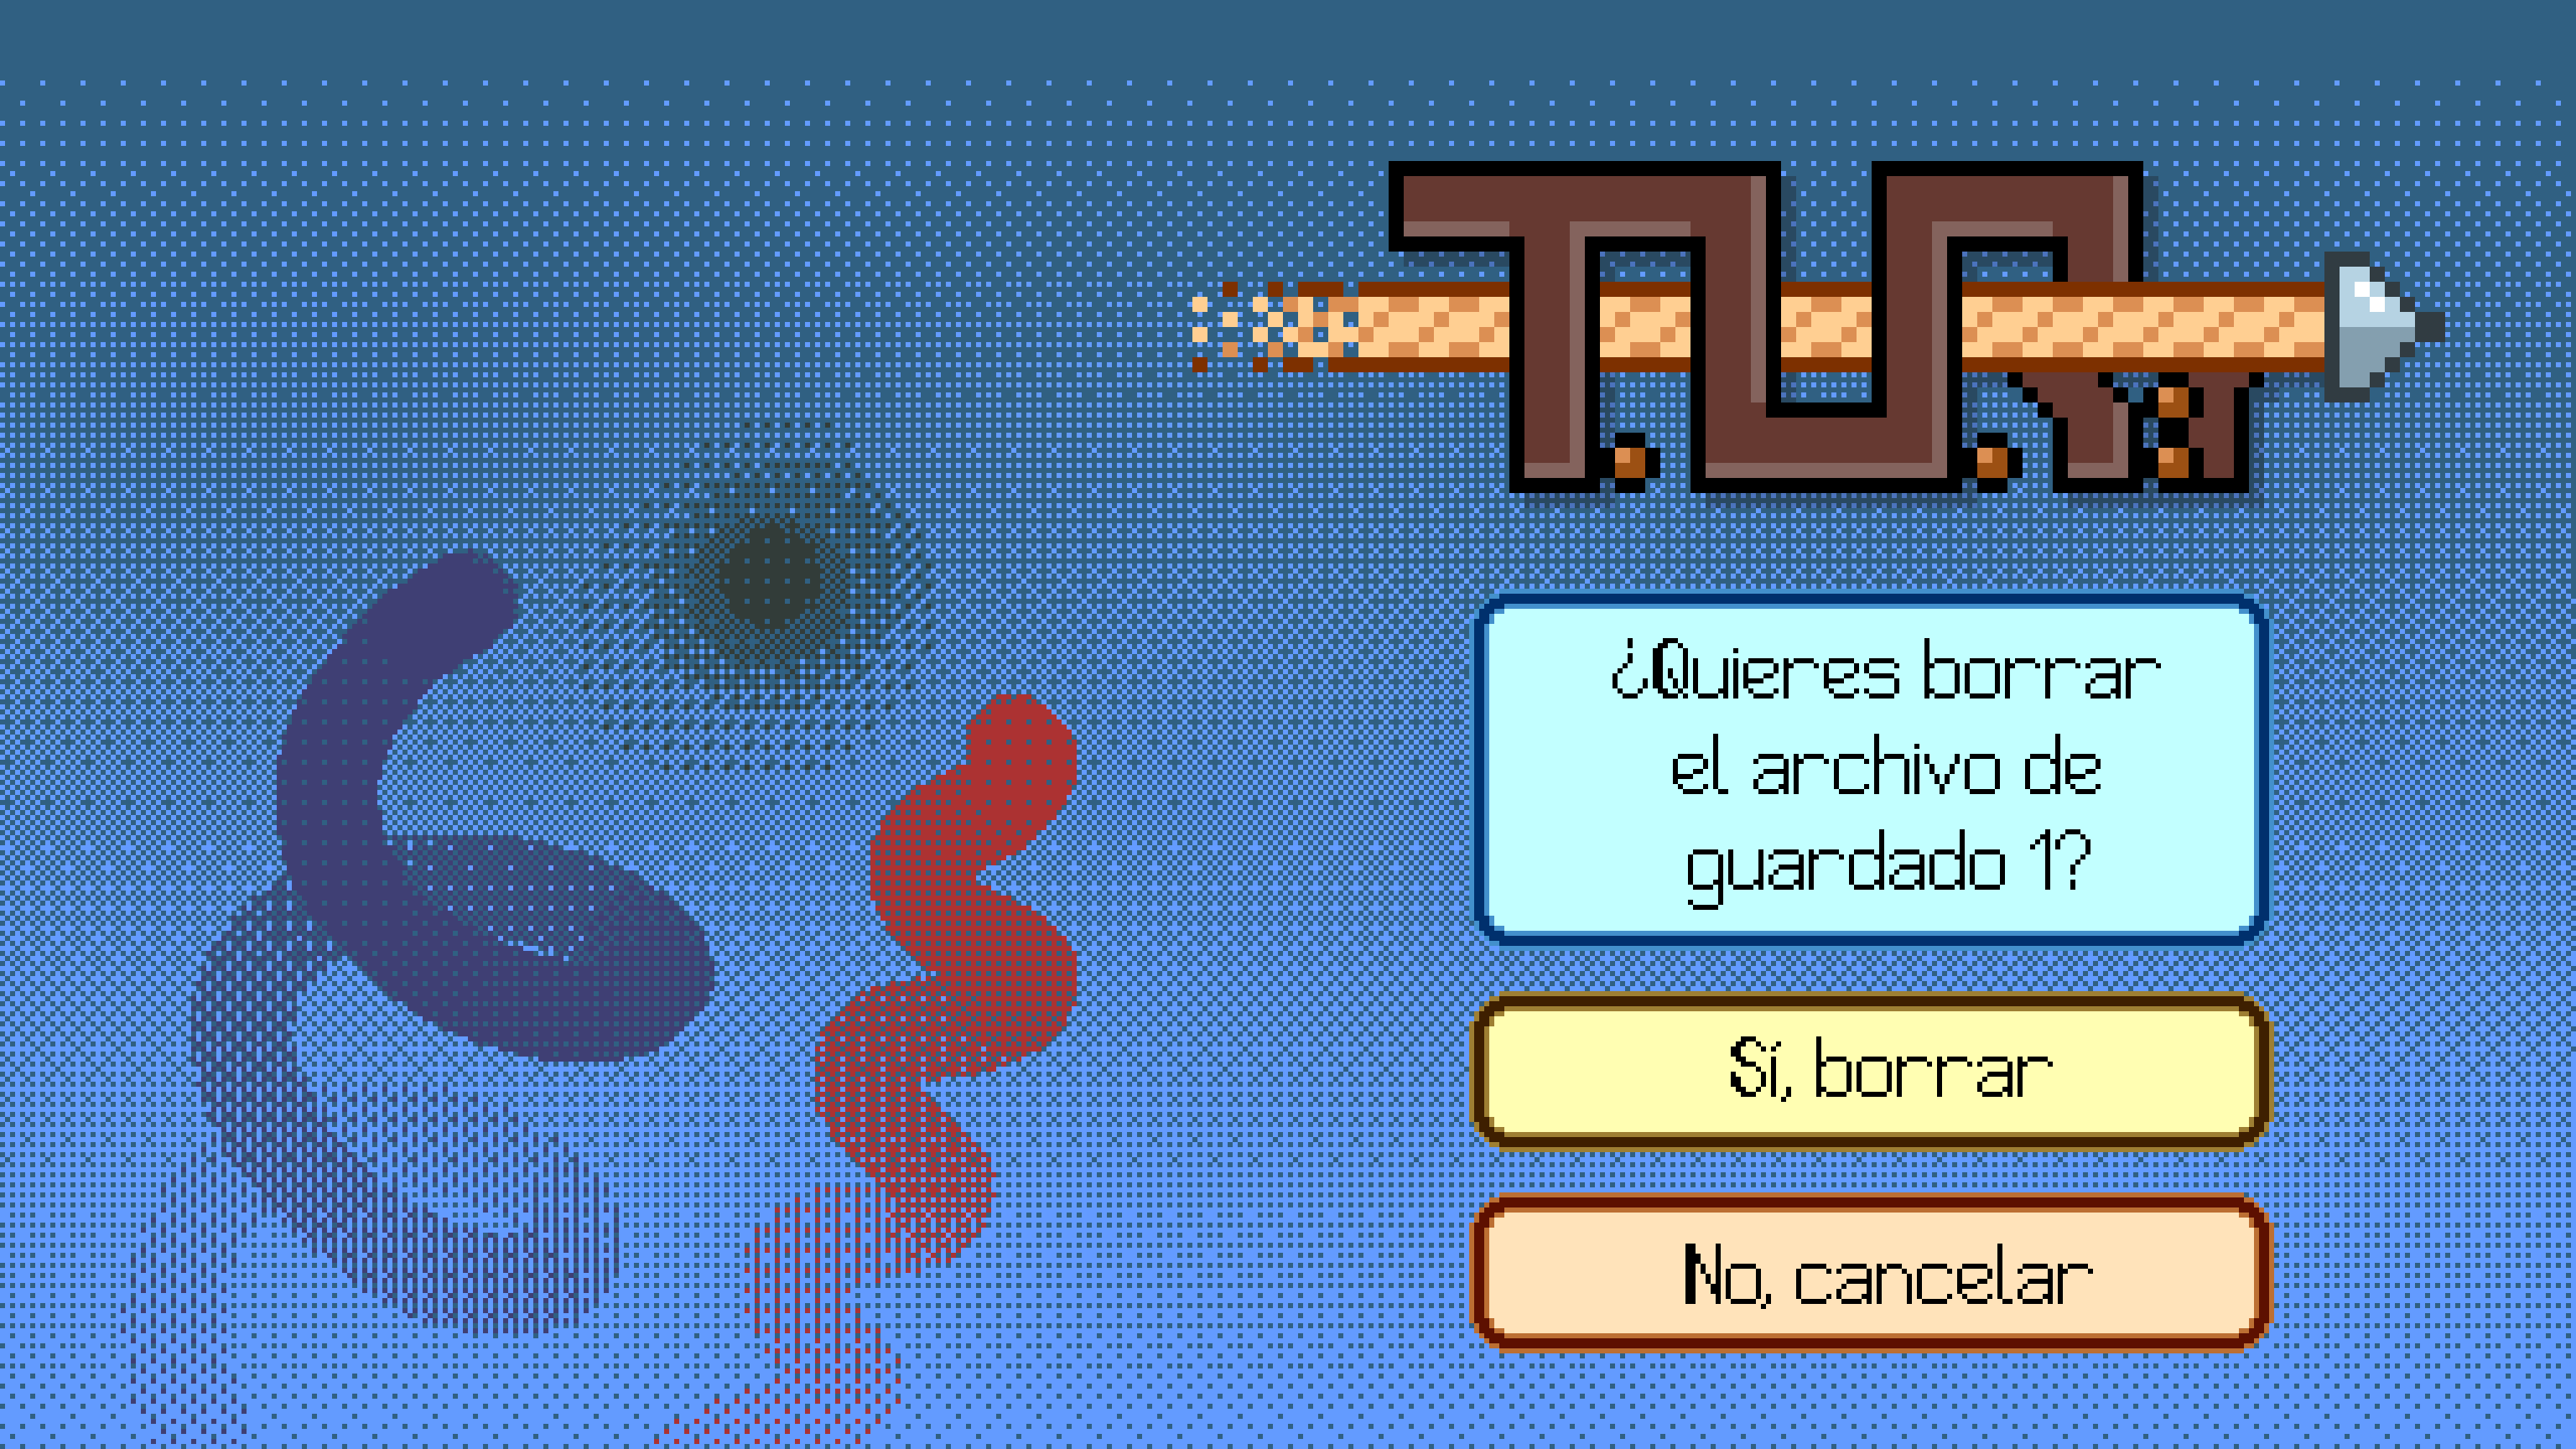 ¿Quieres borrar
el archivo de
guardado 1?
Sí, borrar
No, cancelar